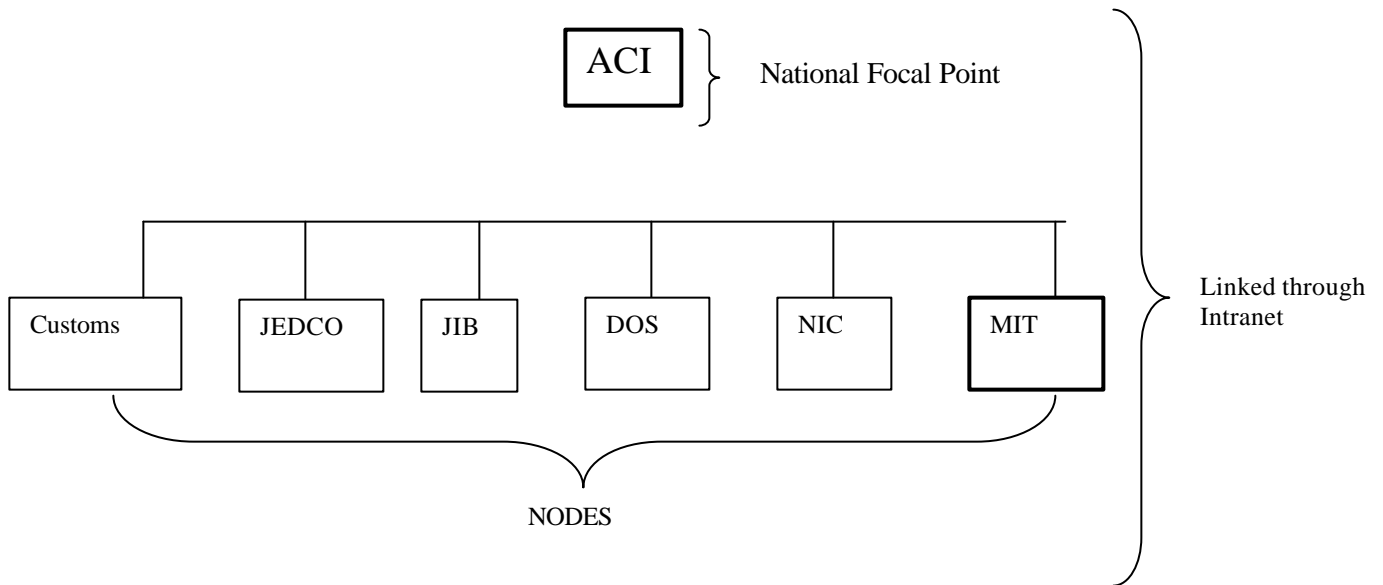 ACI
National Focal Point
Customs
JEDCO
JIB
DOS
NIC
MIT
Linked through
Intranet
NODES